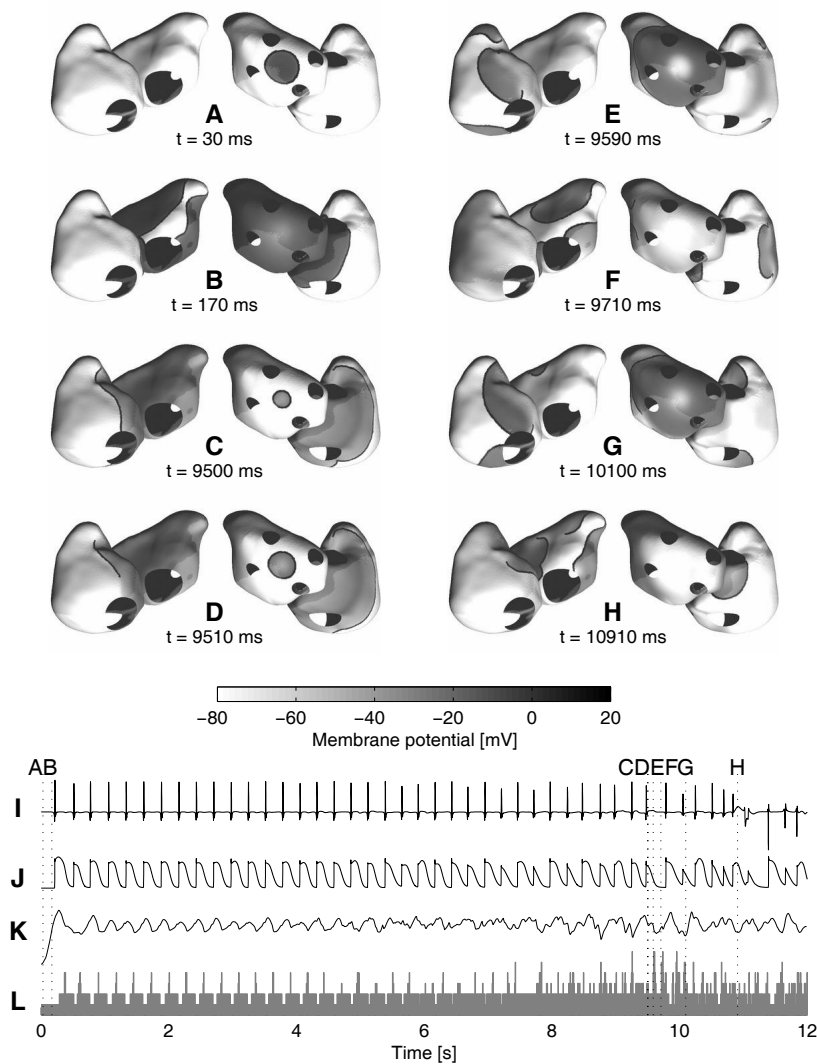 A
t = 30 ms
E
t = 9590 ms
B
t = 170 ms
F
t = 9710 ms
C
t = 9500 ms
G
t = 10100 ms
D
t = 9510 ms
H
t = 10910 ms
−80 −60 −40 −20 0 20
Membrane potential [mV]
AB CDEFG H
I
J
K
L
0 2 4 6 8 10 12
Time [s]